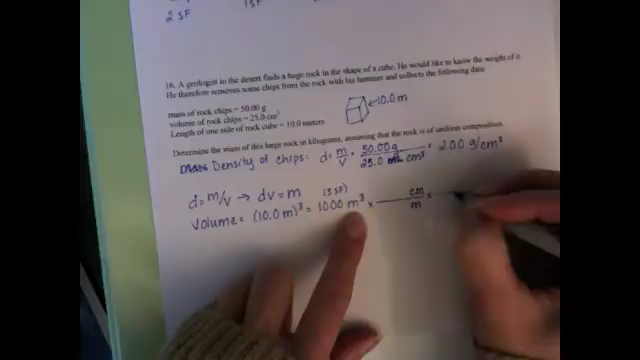 2 SF
1 SF
16. A geologist in the desert finds a huge rock in the shape of a cube. He would like to know the weight of it.
He therefore removes some chips from the rock with his hammer and collects the following data:
mass of rock chips = 50.00 g
volume of rock chips = 25.0 cm³
Length of one side of rock cube = 10.0 meters
←10.0 m
Determine the mass of this large rock in kilograms, assuming that the rock is of uniform composition.
Density of chips: d = m/V = 50.00 g / 25.0 cm³ = 2.00 g/cm³
d = m/v → dv = m (3 SF)
volume = (10.0 m)³ = 1000 m³ × cm/m ×